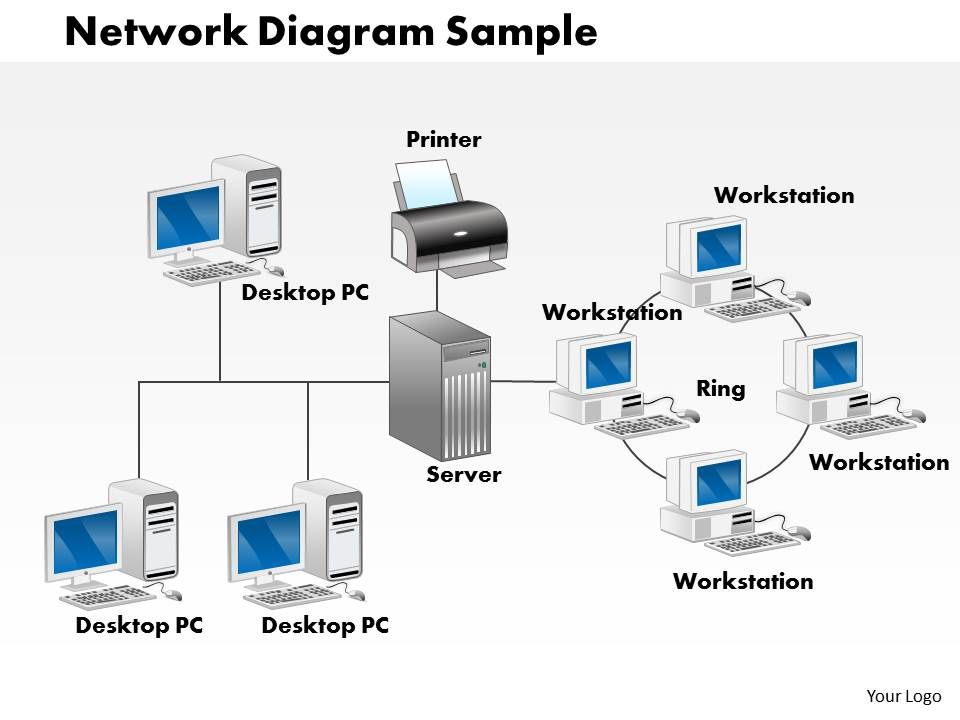 Network Diagram Sample
Printer
Workstation
Desktop PC
Workstation
Ring
Workstation
Server
Workstation
Desktop PC
Desktop PC
Your Logo